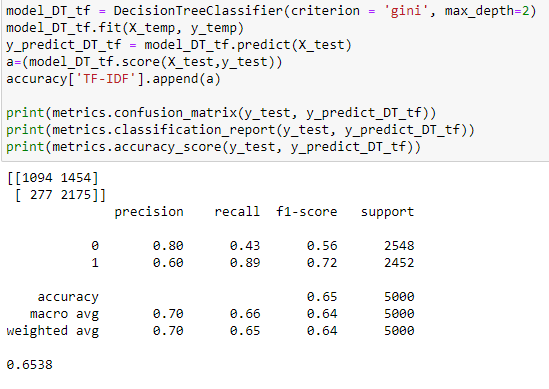 model_DT_tf = DecisionTreeClassifier(criterion = 'gini', max_depth=2)
model_DT_tf.fit(X_temp, y_temp)
y_predict_DT_tf = model_DT_tf.predict(X_test)
a=(model_DT_tf.score(X_test,y_test))
accuracy['TF-IDF'].append(a)

print(metrics.confusion_matrix(y_test, y_predict_DT_tf))
print(metrics.classification_report(y_test, y_predict_DT_tf))
print(metrics.accuracy_score(y_test, y_predict_DT_tf))

[[1094 1454]
 [ 277 2175]]
              precision    recall  f1-score   support

           0       0.80      0.43      0.56      2548
           1       0.60      0.89      0.72      2452

    accuracy                           0.65      5000
   macro avg       0.70      0.66      0.64      5000
weighted avg       0.70      0.65      0.64      5000

0.6538